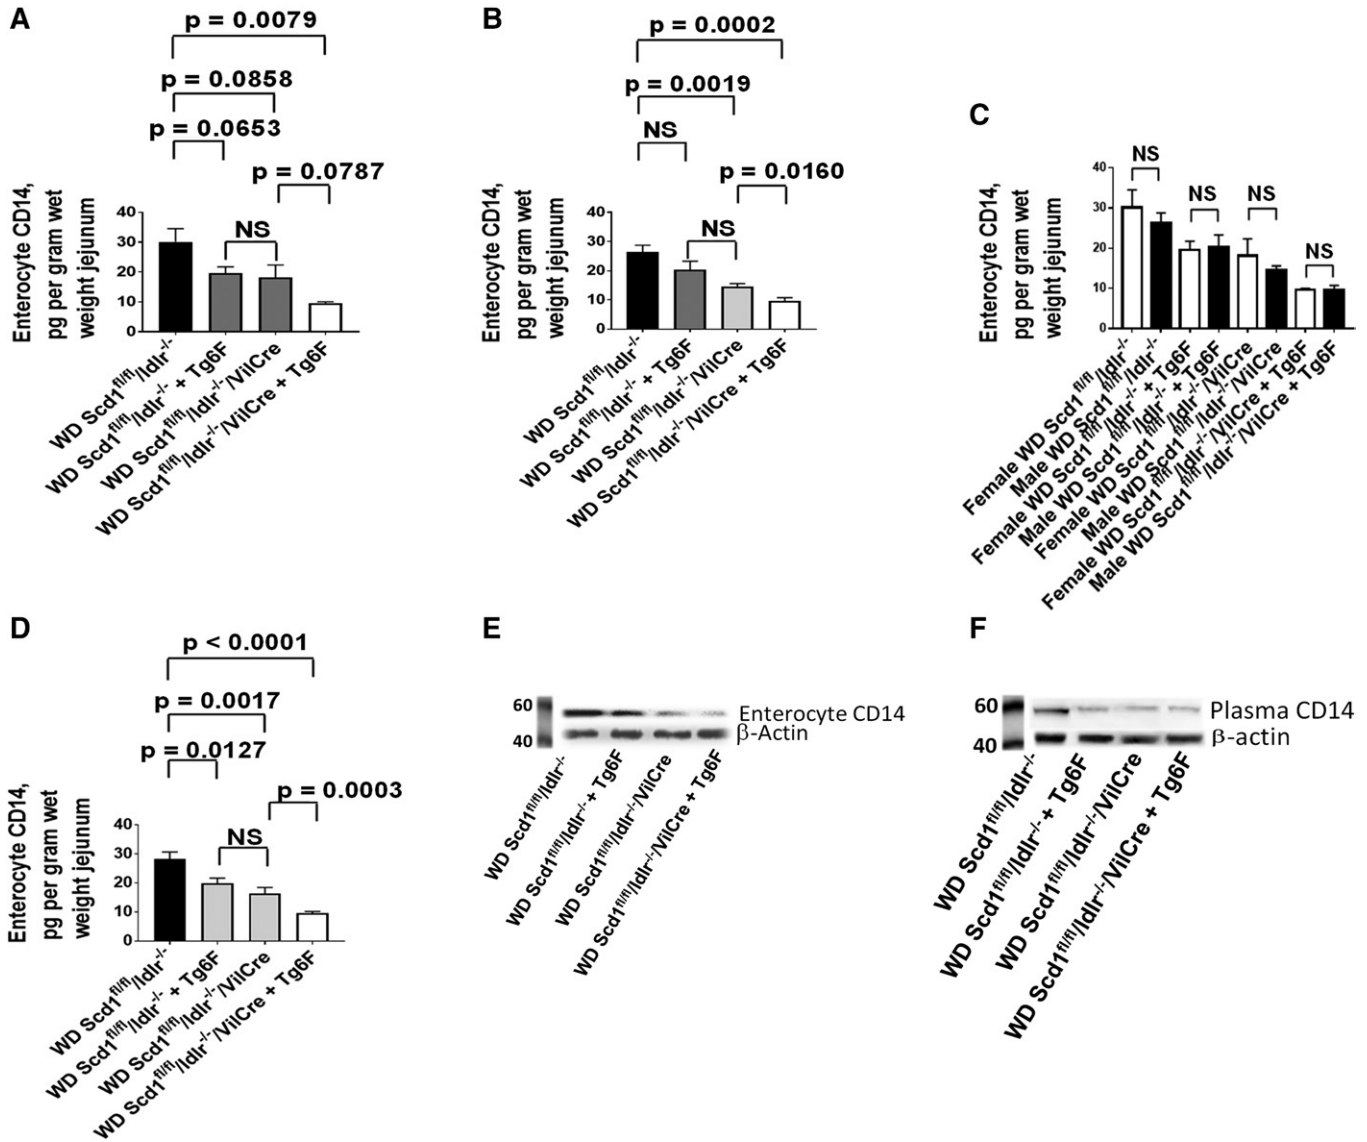 A
p = 0.0079
p = 0.0858
p = 0.0653
p = 0.0787
NS
Enterocyte CD14,
pg per gram wet
weight jejunum
40
30
20
10
0
WD Scd1fl/fl/ldlr-/-
WD Scd1fl/fl/ldlr-/- + Tg6F
WD Scd1fl/fl/ldlr-/-/VilCre
WD Scd1fl/fl/ldlr-/-/VilCre + Tg6F
B
p = 0.0002
p = 0.0019
NS
p = 0.0160
NS
Enterocyte CD14,
pg per gram wet
weight jejunum
40
30
20
10
0
WD Scd1fl/fl/ldlr-/-
WD Scd1fl/fl/ldlr-/- + Tg6F
WD Scd1fl/fl/ldlr-/-/VilCre
WD Scd1fl/fl/ldlr-/-/VilCre + Tg6F
C
NS
NS
NS
NS
Enterocyte CD14,
pg per gram wet
weight jejunum
40
30
20
10
0
Female WD Scd1fl/fl/ldlr-/-
Male WD Scd1fl/fl/ldlr-/-
Female WD Scd1fl/fl/ldlr-/- + Tg6F
Male WD Scd1fl/fl/ldlr-/- + Tg6F
Female WD Scd1fl/fl/ldlr-/-/VilCre
Male WD Scd1fl/fl/ldlr-/-/VilCre
Female WD Scd1fl/fl/ldlr-/-/VilCre + Tg6F
Male WD Scd1fl/fl/ldlr-/-/VilCre + Tg6F
D
p < 0.0001
p = 0.0017
p = 0.0127
p = 0.0003
NS
Enterocyte CD14,
pg per gram wet
weight jejunum
40
30
20
10
0
WD Scd1fl/fl/ldlr-/-
WD Scd1fl/fl/ldlr-/- + Tg6F
WD Scd1fl/fl/ldlr-/-/VilCre
WD Scd1fl/fl/ldlr-/-/VilCre + Tg6F
E
60
Enterocyte CD14
β-Actin
40
WD Scd1fl/fl/ldlr-/-
WD Scd1fl/fl/ldlr-/- + Tg6F
WD Scd1fl/fl/ldlr-/-/VilCre
WD Scd1fl/fl/ldlr-/-/VilCre + Tg6F
F
60
Plasma CD14
β-actin
40
WD Scd1fl/fl/ldlr-/-
WD Scd1fl/fl/ldlr-/- + Tg6F
WD Scd1fl/fl/ldlr-/-/VilCre
WD Scd1fl/fl/ldlr-/-/VilCre + Tg6F